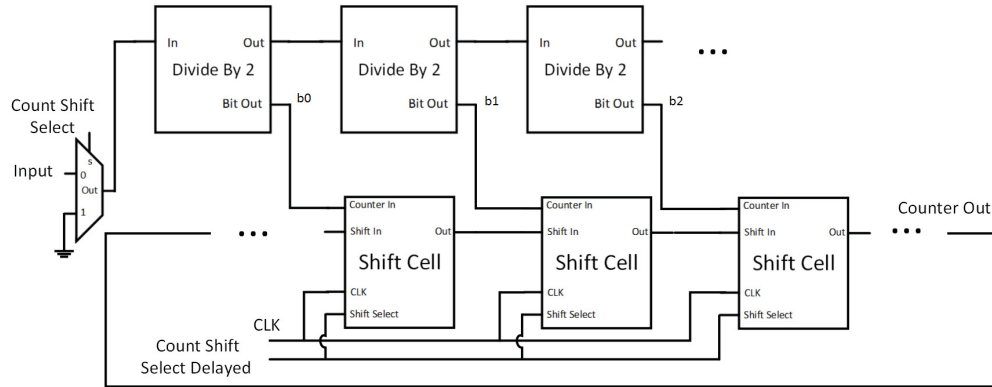 In Out
Divide By 2
Bit Out
b0
In Out
Divide By 2
Bit Out
b1
In Out
Divide By 2
Bit Out
b2
...
Count Shift
Select
Input
s
0
Out
1
...
Counter In
Shift In Out
Shift Cell
CLK
Shift Select
Counter In
Shift In Out
Shift Cell
CLK
Shift Select
Counter In
Shift In Out
Shift Cell
CLK
Shift Select
Counter Out
...
CLK
Count Shift
Select Delayed